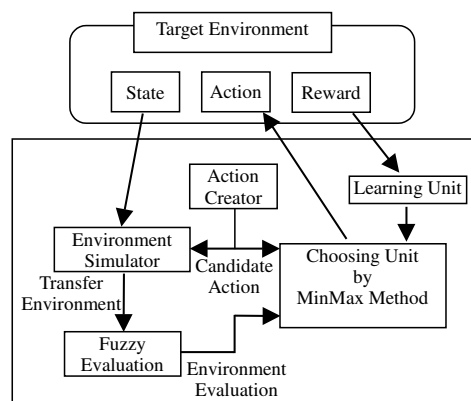 Target Environment
State
Action
Reward
Action
Creator
Learning Unit
Environment
Simulator
Candidate
Action
Choosing Unit
by
MinMax Method
Transfer
Environment
Fuzzy
Evaluation
Environment
Evaluation